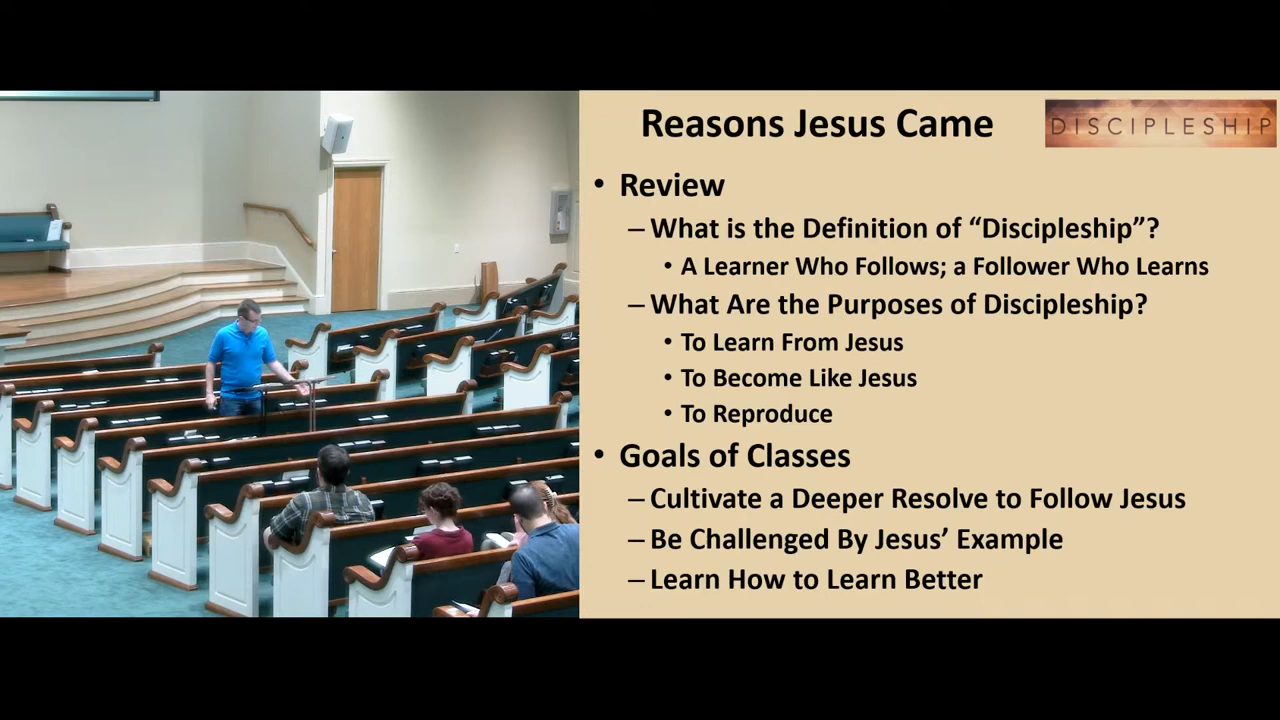 Reasons Jesus Came
DISCIPLESHIP
• Review
– What is the Definition of “Discipleship”?
• A Learner Who Follows; a Follower Who Learns
– What Are the Purposes of Discipleship?
• To Learn From Jesus
• To Become Like Jesus
• To Reproduce
• Goals of Classes
– Cultivate a Deeper Resolve to Follow Jesus
– Be Challenged By Jesus’ Example
– Learn How to Learn Better